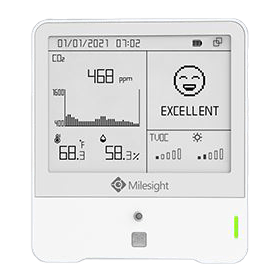 01/01/2021 07:02
CO2
468 ppm
1600
400
EXCELLENT
68.3 °F
58.3 %
TVOC
Milesight